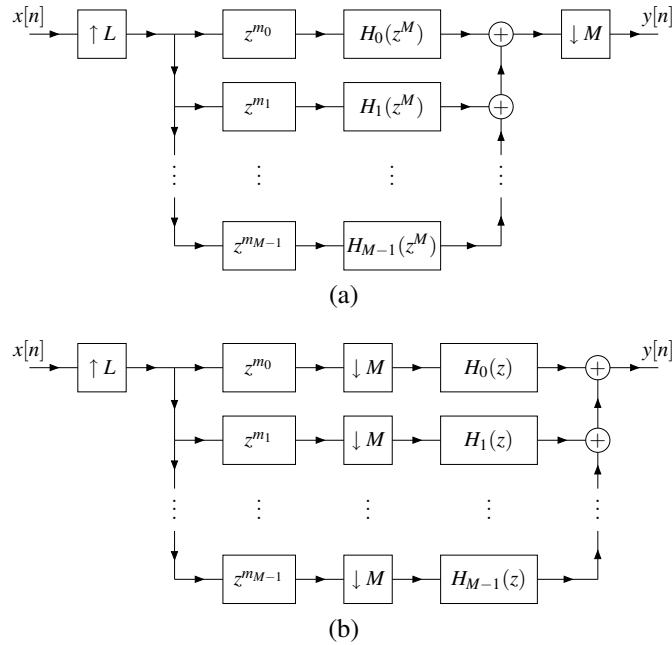 x[n] y[n]
↑ L z^{m_0} H_0(z^M) + ↓ M
z^{m_1} H_1(z^M) +
⋮ ⋮ ⋮ ⋮
z^{m_{M−1}} H_{M−1}(z^M)
(a)
x[n] y[n]
↑ L z^{m_0} ↓ M H_0(z) +
z^{m_1} ↓ M H_1(z) +
⋮ ⋮ ⋮ ⋮ ⋮
z^{m_{M−1}} ↓ M H_{M−1}(z)
(b)